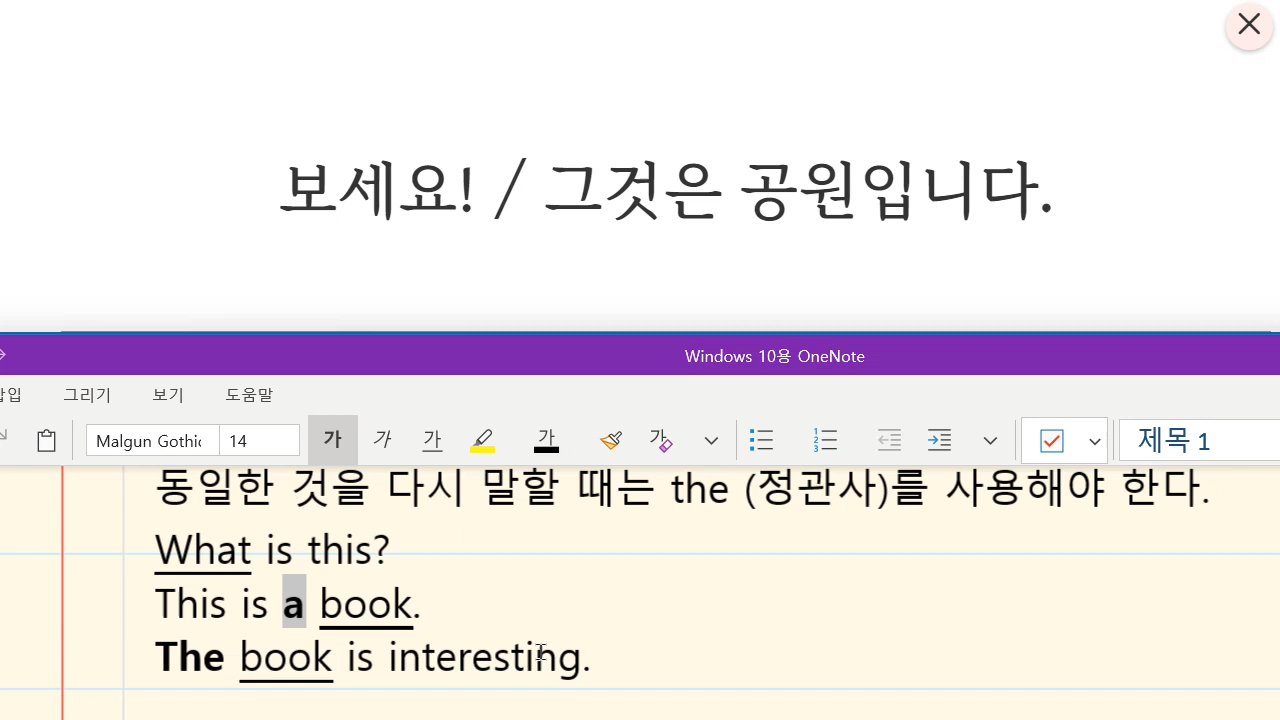 보세요! / 그것은 공원입니다.
Windows 10용 OneNote
그리기 보기 도움말
Malgun Gothic 14 가 가 가 가 가 제목 1
동일한 것을 다시 말할 때는 the (정관사)를 사용해야 한다.
What is this?
This is a book.
The book is interesting.